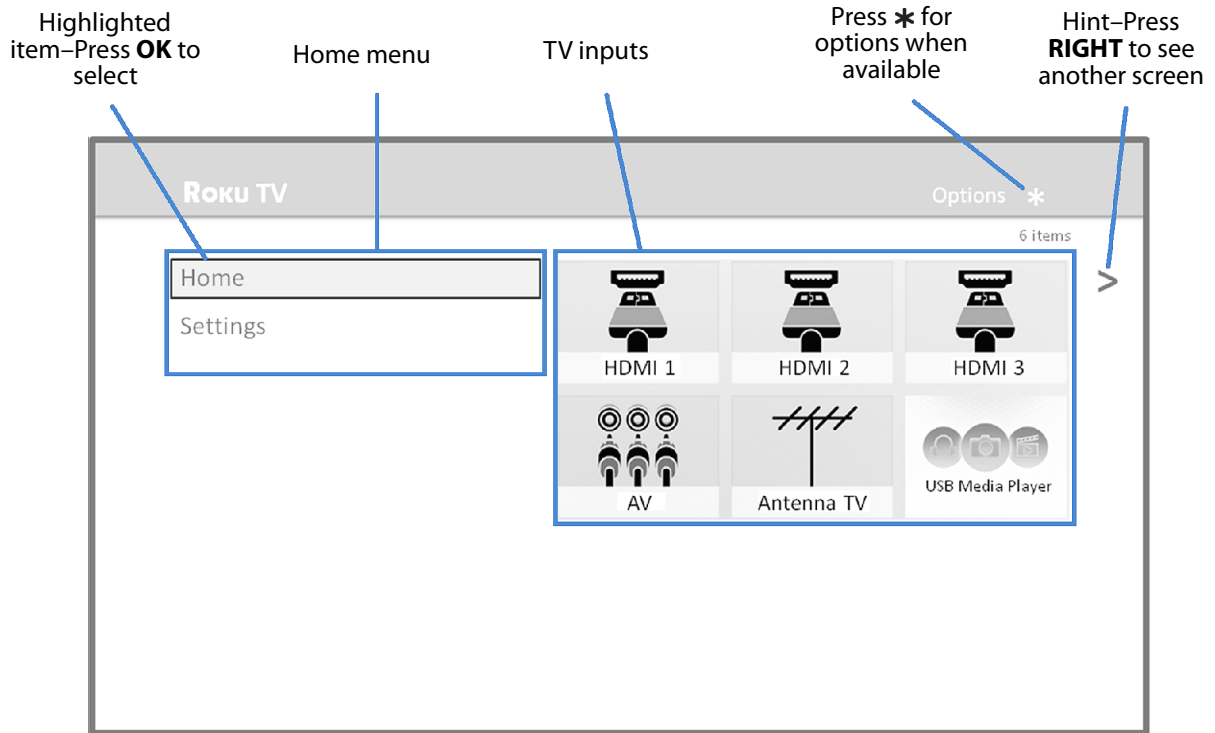 Highlighted
item–Press OK to
select
Home menu
TV inputs
Press * for
options when
available
Hint–Press
RIGHT to see
another screen
ROKU TV
Options *
6 items
Home
Settings
>
HDMI 1
HDMI 2
HDMI 3
AV
Antenna TV
USB Media Player